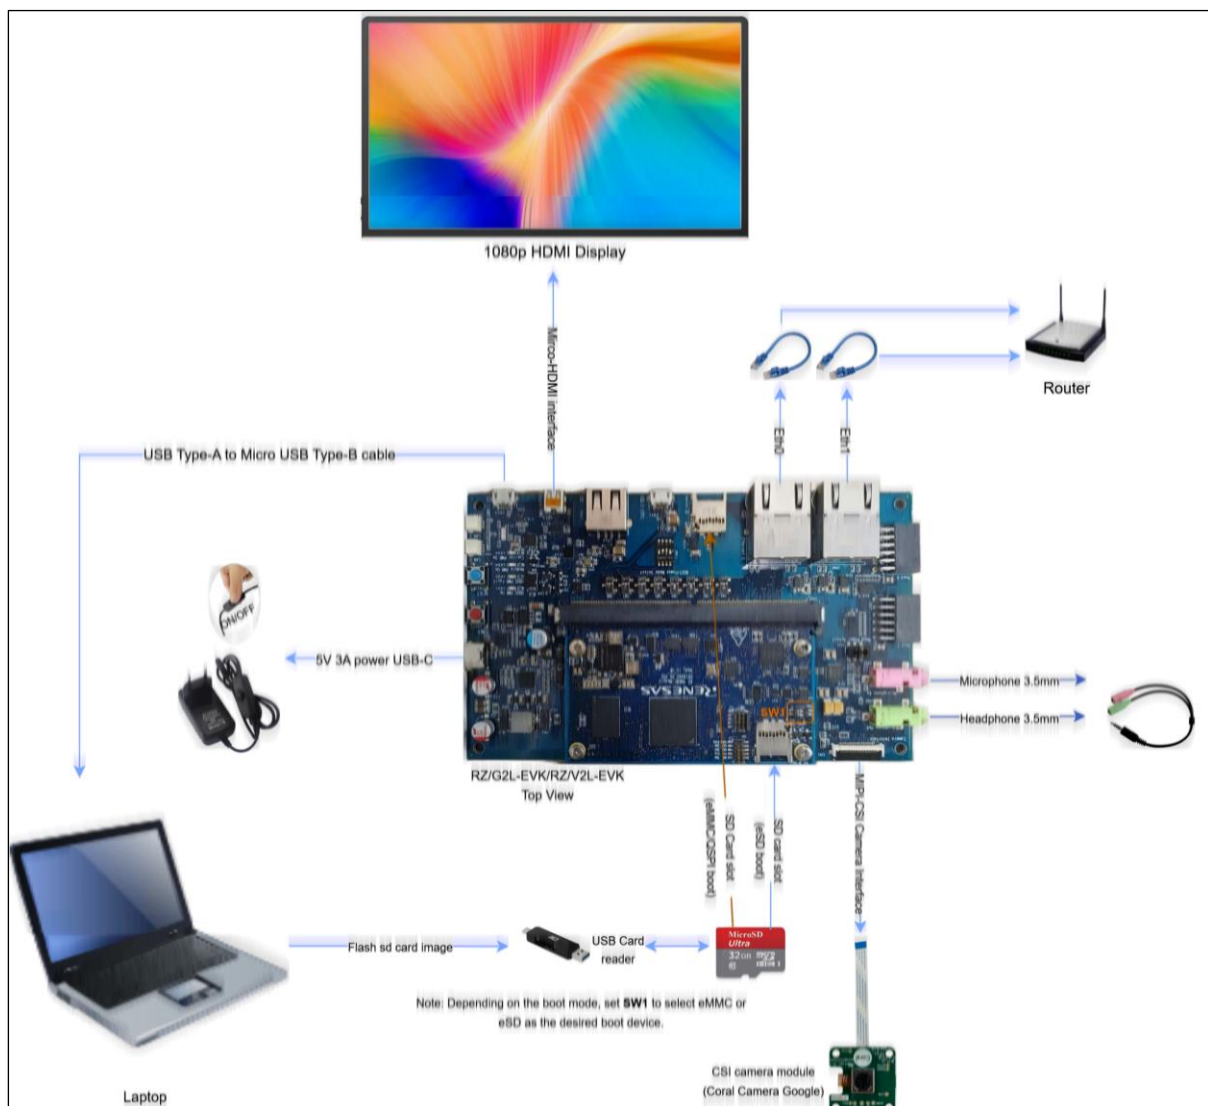 1080p HDMI Display
Mirco-HDMI interface
Router
Eth0
Eth1
USB Type-A to Micro USB Type-B cable
ON/OFF
5V 3A power USB-C
RENESAS
SW1
Microphone 3.5mm
Headphone 3.5mm
RZ/G2L-EVK/RZ/V2L-EVK
Top View
SD Card slot
(eMMC/QSPI boot)
SD card slot
(eSD boot)
MIPI-CSI Camera Interface
Flash sd card image
USB Card
reader
MicroSD
Ultra
32GB
Note: Depending on the boot mode, set SW1 to select eMMC or
eSD as the desired boot device.
CSI camera module
(Coral Camera Google)
Laptop